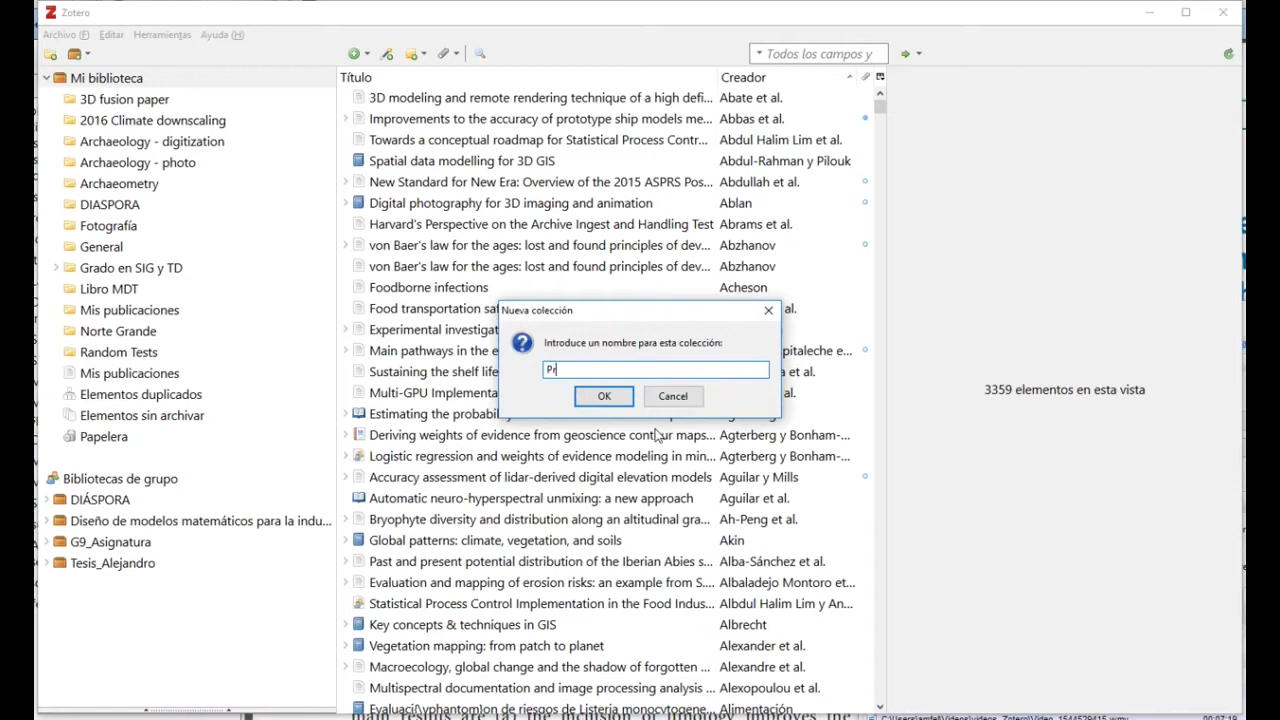 Zotero
Archivo (F) Editar Herramientas Ayuda (H)
Todos los campos y
Mi biblioteca
3D fusion paper
2016 Climate downscaling
Archaeology - digitization
Archaeology - photo
Archaeometry
DIASPORA
Fotografía
General
Grado en SIG y TD
Libro MDT
Mis publicaciones
Norte Grande
Random Tests
Mis publicaciones
Elementos duplicados
Elementos sin archivar
Papelera
Bibliotecas de grupo
DIÁSPORA
Diseño de modelos matemáticos para la indu...
G9_Asignatura
Tesis_Alejandro
Título Creador
3D modeling and remote rendering technique of a high defi... Abate et al.
Improvements to the accuracy of prototype ship models me... Abbas et al.
Towards a conceptual roadmap for Statistical Process Contr... Abdul Halim Lim et al.
Spatial data modelling for 3D GIS Abdul-Rahman y Pilouk
New Standard for New Era: Overview of the 2015 ASPRS Pos... Abdullah et al.
Digital photography for 3D imaging and animation Ablan
Harvard's Perspective on the Archive Ingest and Handling Test Abrams et al.
von Baer's law for the ages: lost and found principles of dev... Abzhanov
von Baer's law for the ages: lost and found principles of dev... Abzhanov
Foodborne infections Acheson
Food transportation sa al.
Experimental investigat
Main pathways in the e pitaleche e...
Sustaining the shelf life a et al.
Multi-GPU Implementa
Estimating the probabil
Deriving weights of evidence from geoscience contour maps... Agterberg y Bonham-...
Logistic regression and weights of evidence modeling in min... Agterberg y Bonham-...
Accuracy assessment of lidar-derived digital elevation models Aguilar y Mills
Automatic neuro-hyperspectral unmixing: a new approach Aguilar et al.
Bryophyte diversity and distribution along an altitudinal gra... Ah-Peng et al.
Global patterns: climate, vegetation, and soils Akin
Past and present potential distribution of the Iberian Abies s... Alba-Sánchez et al.
Evaluation and mapping of erosion risks: an example from S.... Albaladejo Montoro et...
Statistical Process Control Implementation in the Food Indus... Albdul Halim Lim y An...
Key concepts & techniques in GIS Albrecht
Vegetation mapping: from patch to planet Alexander et al.
Macroecology, global change and the shadow of forgotten ... Alexandre et al.
Multispectral documentation and image processing analysis ... Alexopoulou et al.
Evaluaci\yphantom)on de riesgos de Listeria monocytogene... Alimentación
Nueva colección
Introduce un nombre para esta colección:
Pr
OK Cancel
3359 elementos en esta vista